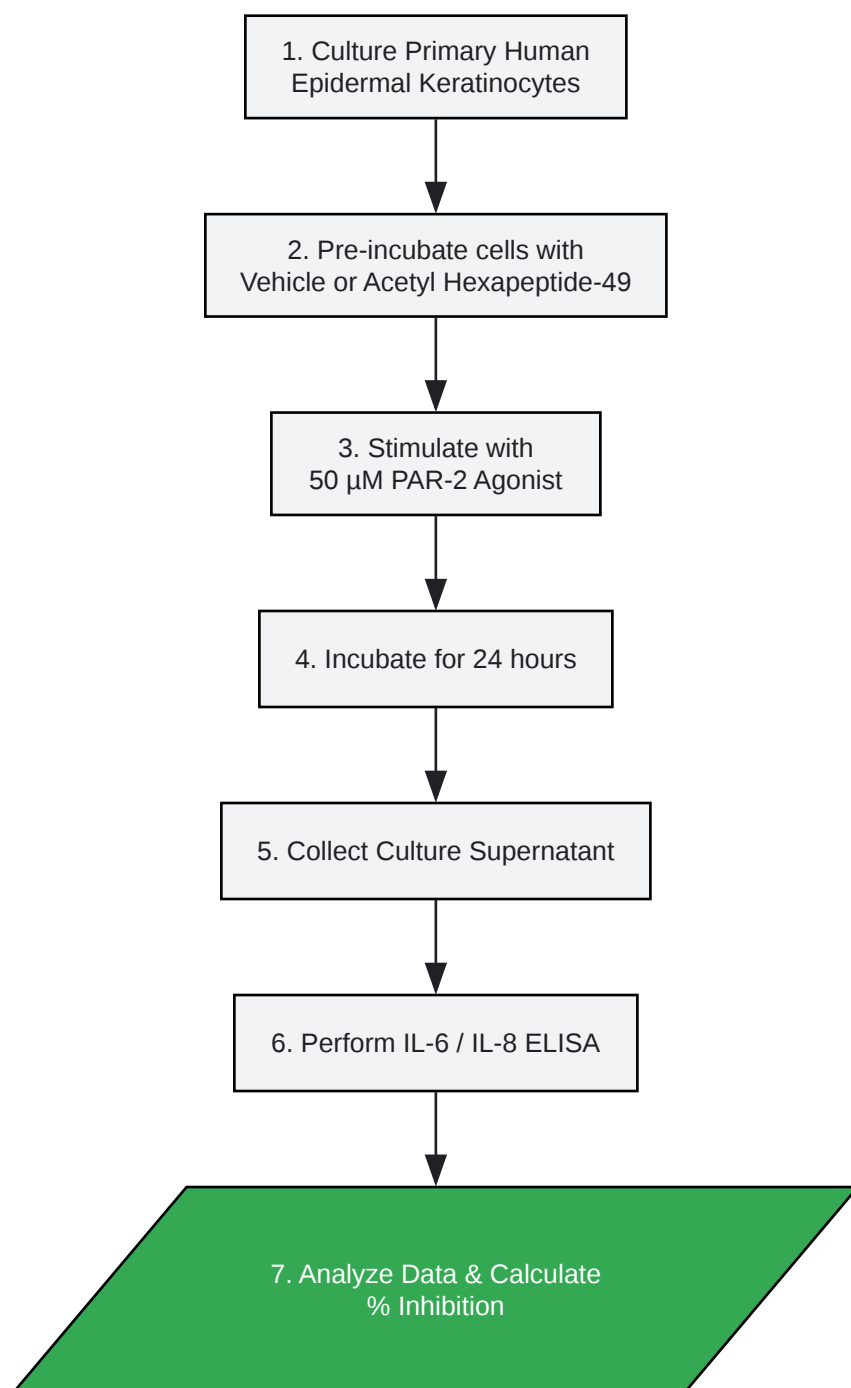 1. Culture Primary Human
Epidermal Keratinocytes
2. Pre-incubate cells with
Vehicle or Acetyl Hexapeptide-49
3. Stimulate with
50 µM PAR-2 Agonist
4. Incubate for 24 hours
5. Collect Culture Supernatant
6. Perform IL-6 / IL-8 ELISA
7. Analyze Data & Calculate
% Inhibition